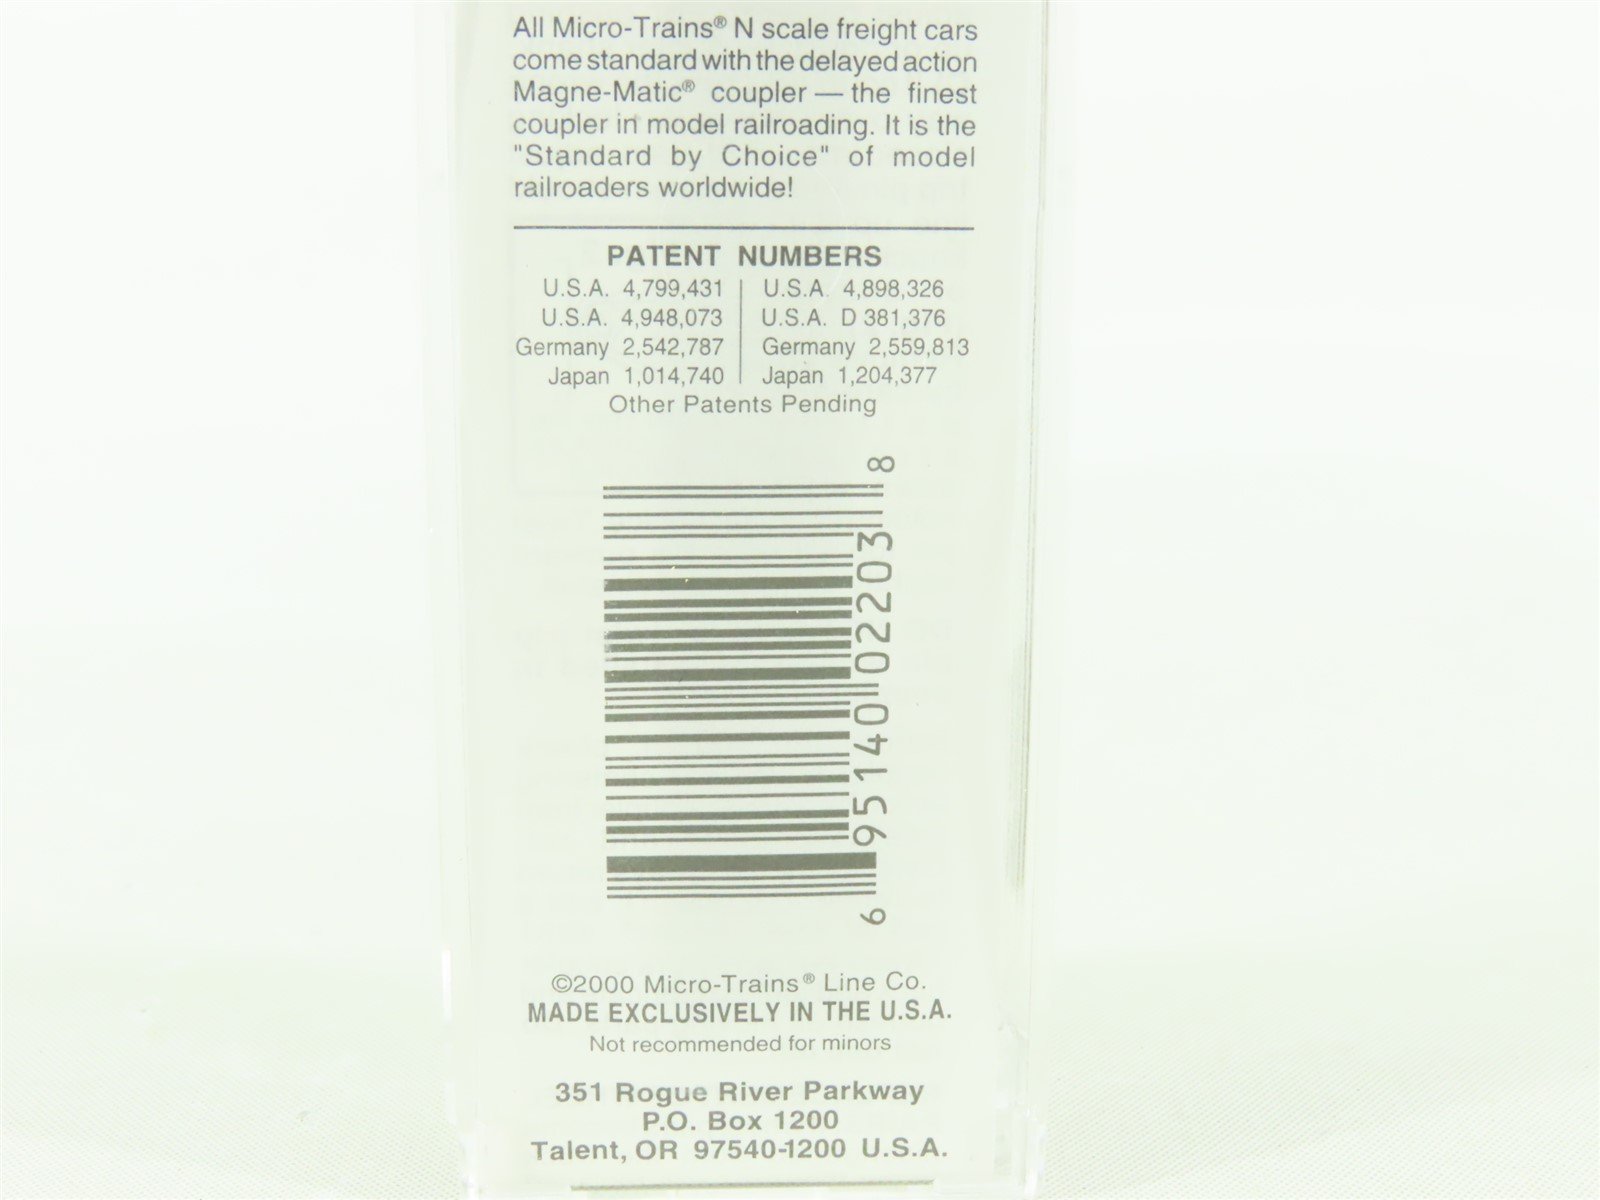 All Micro-Trains® N scale freight cars
come standard with the delayed action
Magne-Matic® coupler — the finest
coupler in model railroading. It is the
"Standard by Choice" of model
railroaders worldwide!
PATENT NUMBERS
U.S.A. 4,799,431 | U.S.A. 4,898,326
U.S.A. 4,948,073 | U.S.A. D 381,376
Germany 2,542,787 | Germany 2,559,813
Japan 1,014,740 | Japan 1,204,377
Other Patents Pending
6 95140 02203 8
©2000 Micro-Trains® Line Co.
MADE EXCLUSIVELY IN THE U.S.A.
Not recommended for minors
351 Rogue River Parkway
P.O. Box 1200
Talent, OR 97540-1200 U.S.A.